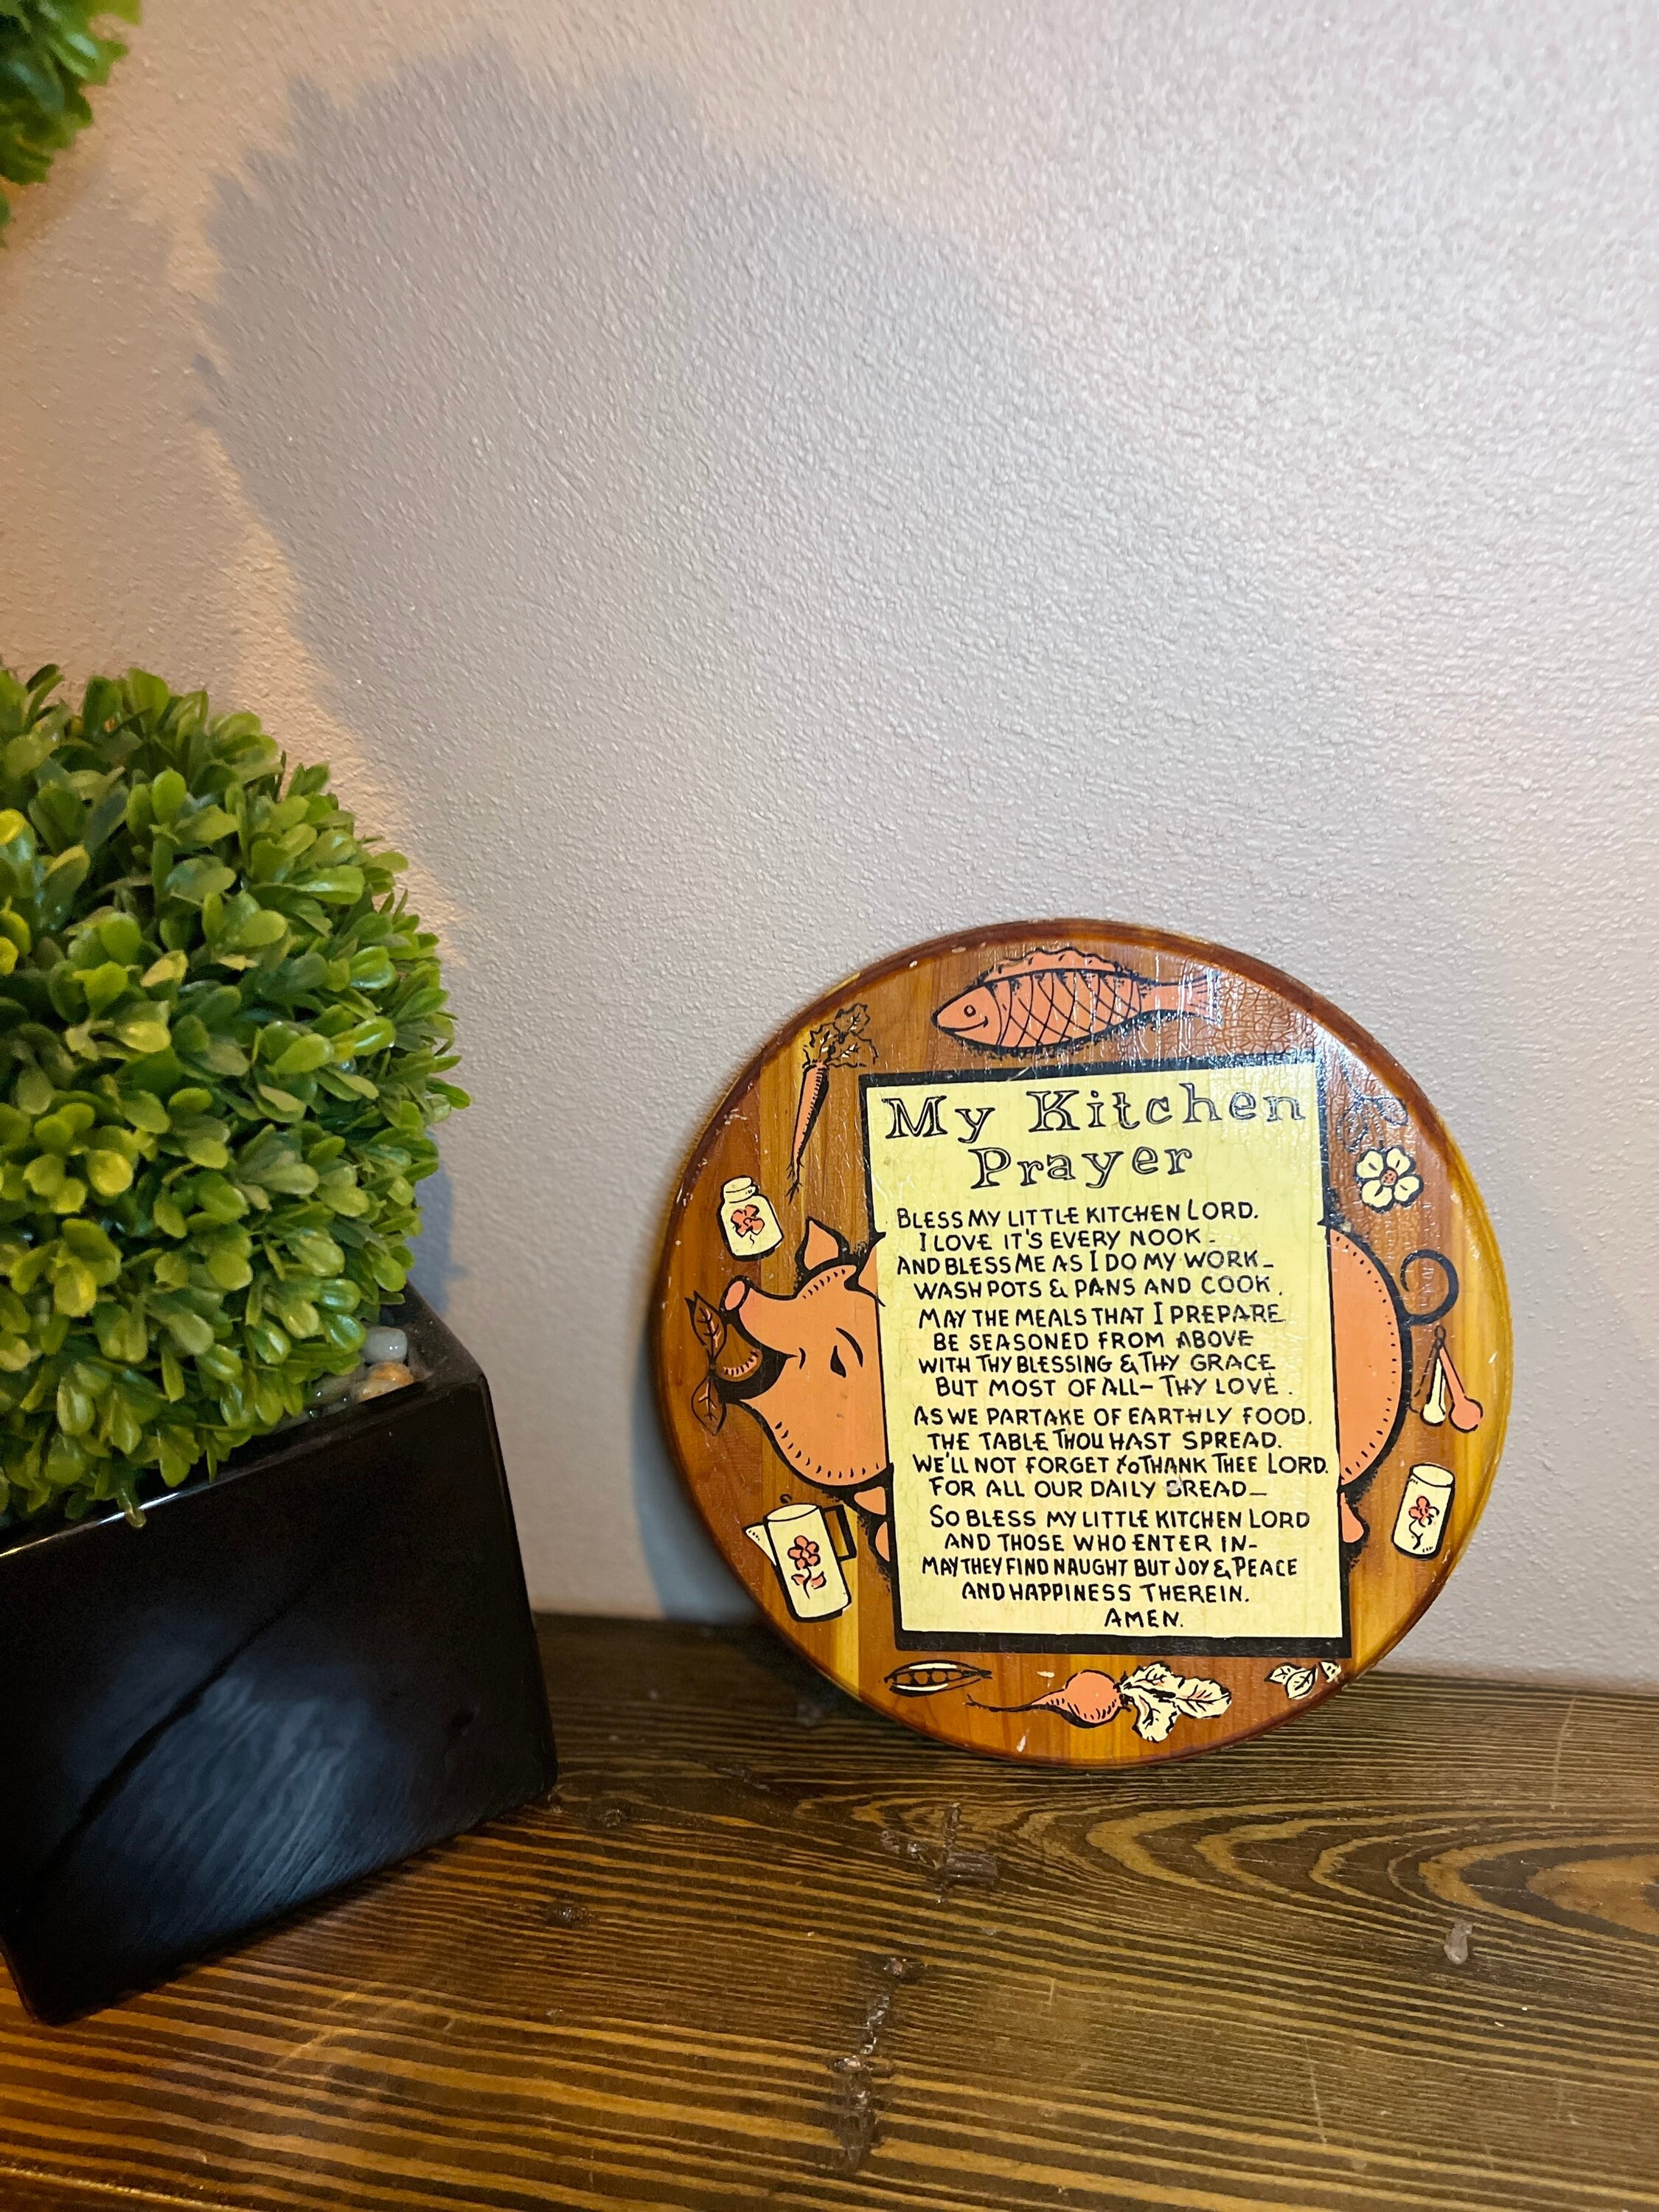 My Kitchen
Prayer
BLESS MY LITTLE KITCHEN LORD.
I LOVE IT'S EVERY NOOK -
AND BLESS ME AS I DO MY WORK_
WASH POTS & PANS AND COOK.
MAY THE MEALS THAT I PREPARE
BE SEASONED FROM ABOVE
WITH THY BLESSING & THY GRACE
BUT MOST OF ALL- THY LOVE.
AS WE PARTAKE OF EARTHLY FOOD.
THE TABLE THOU HAST SPREAD.
WE'LL NOT FORGET to THANK THEE LORD.
FOR ALL OUR DAILY BREAD_
SO BLESS MY LITTLE KITCHEN LORD
AND THOSE WHO ENTER IN-
MAY THEY FIND NAUGHT BUT JOY & PEACE
AND HAPPINESS THEREIN.
AMEN.